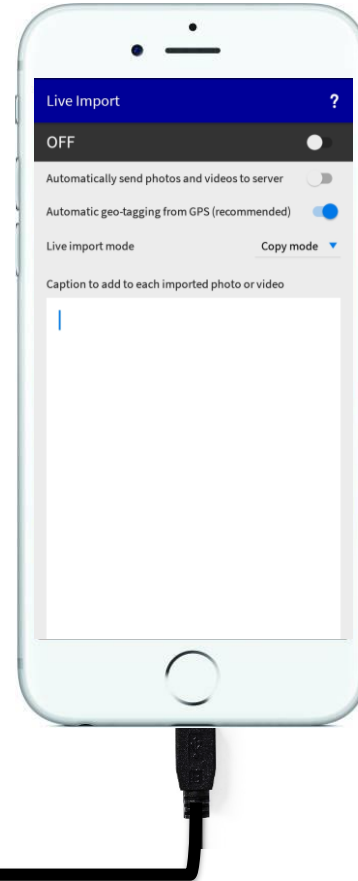 Live Import ?
OFF
Automatically send photos and videos to server
Automatic geo-tagging from GPS (recommended)
Live import mode Copy mode
Caption to add to each imported photo or video